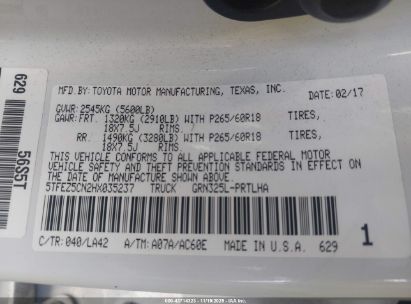 MFD. BY: TOYOTA MOTOR MANUFACTURING, TEXAS, INC. DATE: 02/17
GVWR: 2545KG (5600LB)
GAWR: FRT. 1320KG (2910LB) WITH P265/60R18 TIRES,
18X7.5J RIMS.
RR. 1490KG (3280LB) WITH P265/60R18 TIRES,
18X7.5J RIMS.
THIS VEHICLE CONFORMS TO ALL APPLICABLE FEDERAL MOTOR
VEHICLE SAFETY AND THEFT PREVENTION STANDARDS IN EFFECT ON
THE DATE OF MANUFACTURE SHOWN ABOVE.
5TFEZ5CN2HX035237 TRUCK GRN325L-PRTLHA
C/TR: 040/LA42 A/TM: A07A/AC60E MADE IN U.S.A. 629 1
629
56S5T